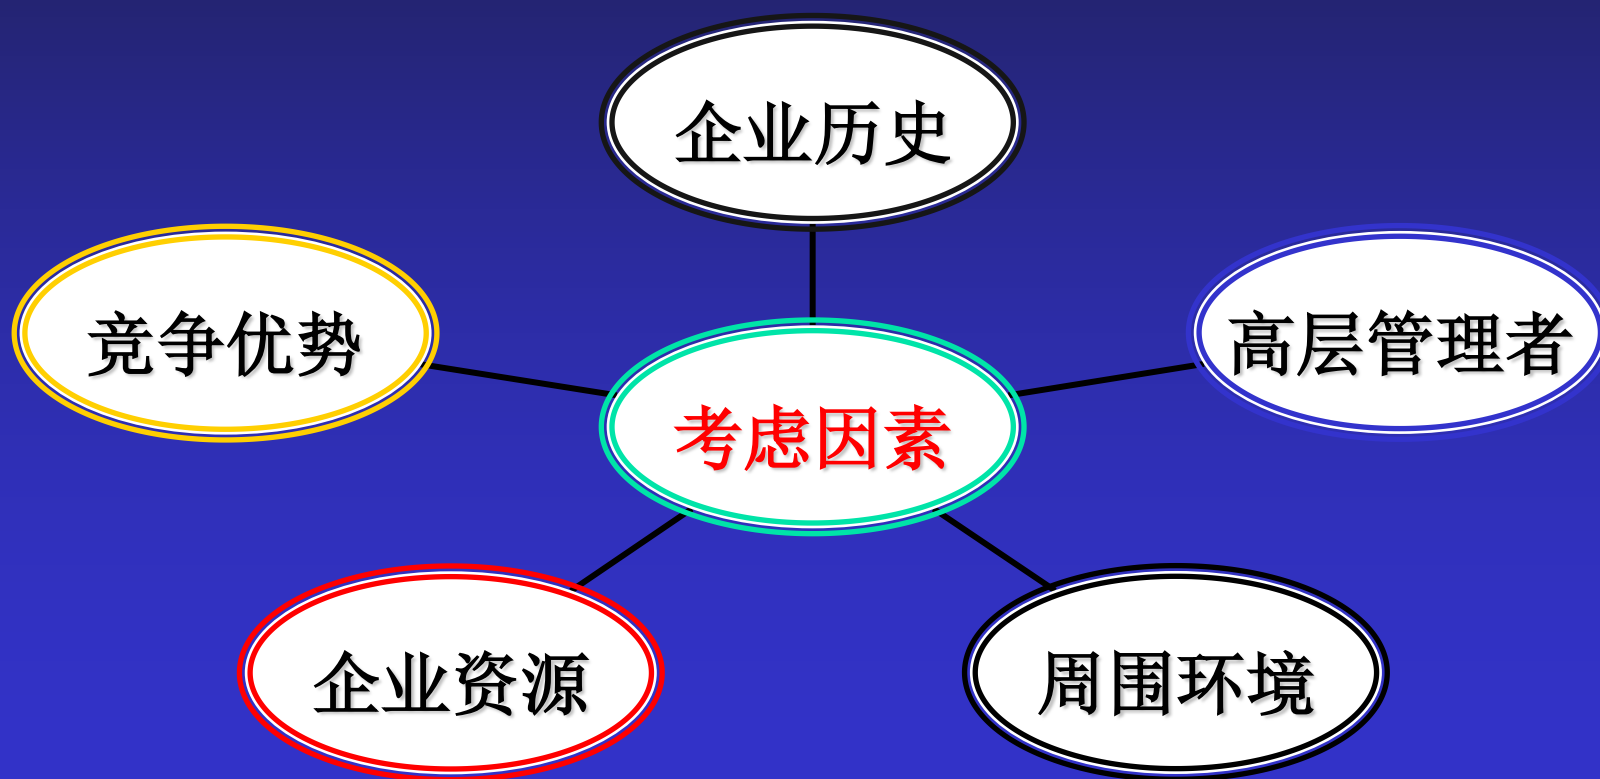 企业历史
竞争优势
高层管理者
考虑因素
企业资源
周围环境